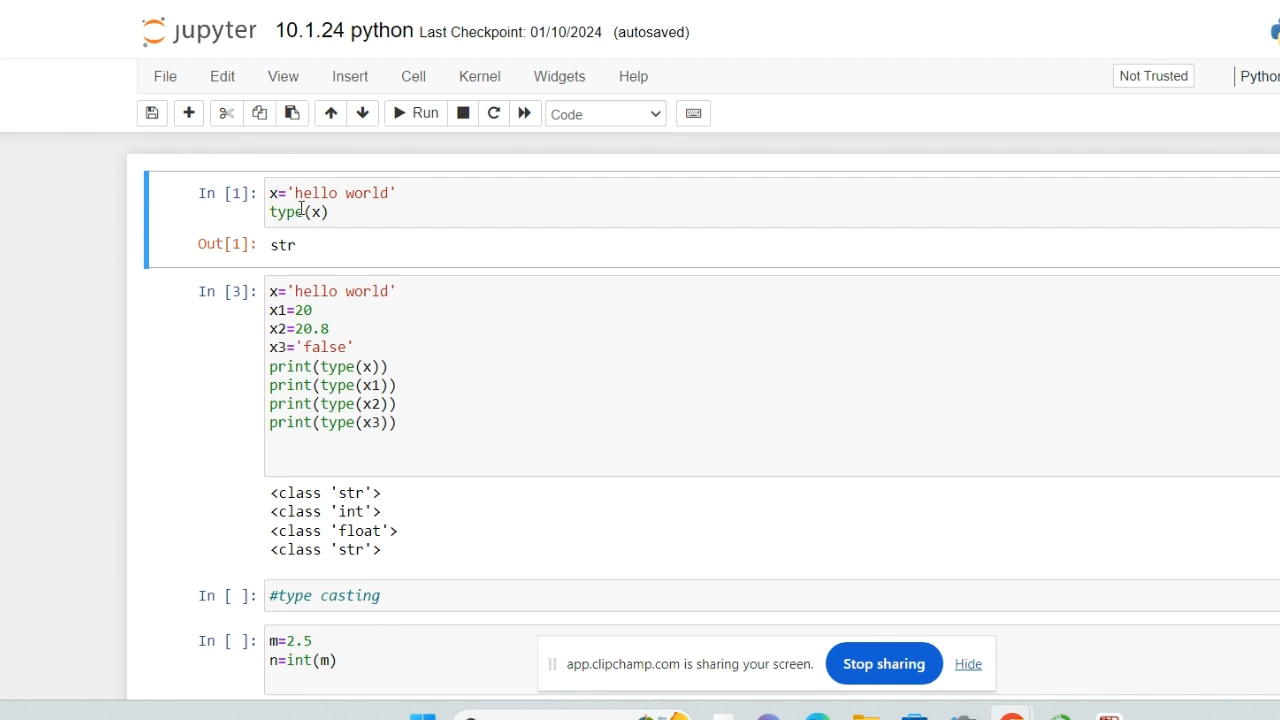 jupyter 10.1.24 python Last Checkpoint: 01/10/2024 (autosaved)
File Edit View Insert Cell Kernel Widgets Help Not Trusted
Run Code
In [1]: x='hello world'
type(x)
Out[1]: str
In [3]: x='hello world'
x1=20
x2=20.8
x3='false'
print(type(x))
print(type(x1))
print(type(x2))
print(type(x3))
<class 'str'>
<class 'int'>
<class 'float'>
<class 'str'>
In [ ]: #type casting
In [ ]: m=2.5
n=int(m)
app.clipchamp.com is sharing your screen. Stop sharing Hide